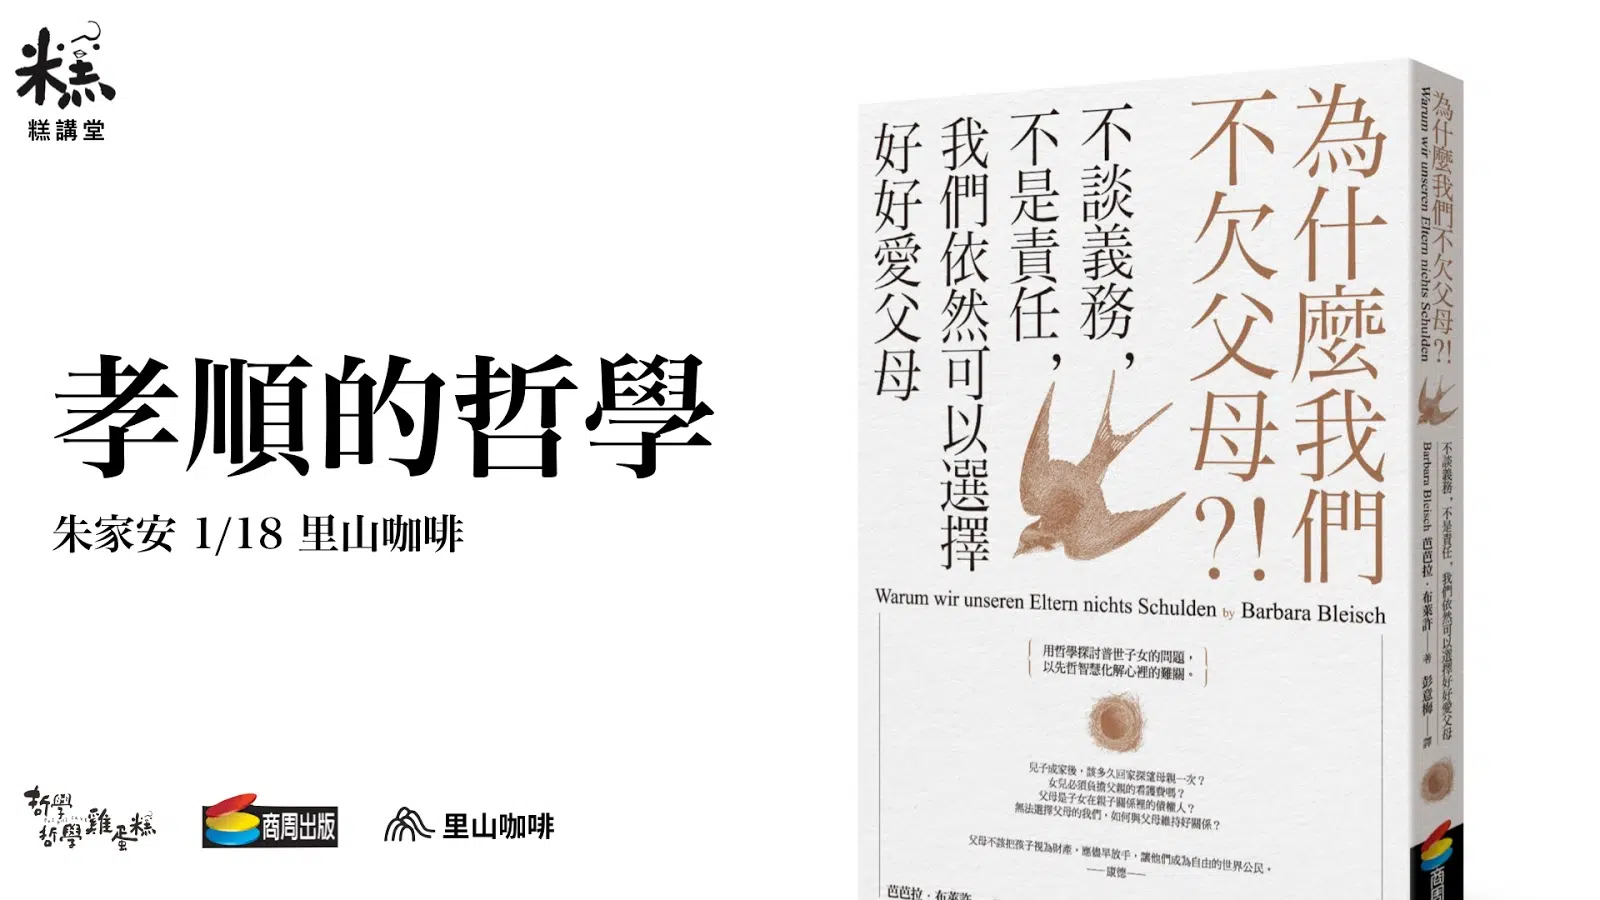 糕
糕講堂
孝順的哲學
朱家安 1/18 里山咖啡
哲學
哲學雞蛋糕
商周出版
里山咖啡
為什麼我們
不欠父母?!
不談義務，
不是責任，
我們依然可以選擇
好好愛父母
Warum wir unseren Eltern nichts Schulden by Barbara Bleisch
用哲學探討普世子女的問題，
以先哲智慧化解心裡的難關。
兒子成家後，該多久回家探望母親一次？
女兒必須負擔父親的看護費嗎？
父母是子女在親子關係裡的債權人？
無法選擇父母的我們，如何與父母維持好關係？
父母不該把孩子視為財產，應儘早放手，讓他們成為自由的世界公民。
——康德——
芭芭拉．布萊許
為什麼我們不欠父母?!
Warum wir unseren Eltern nichts Schulden
不談義務，不是責任，我們依然可以選擇好好愛父母
Barbara Bleisch 芭芭拉．布萊許——著 彭意梅——譯
商周